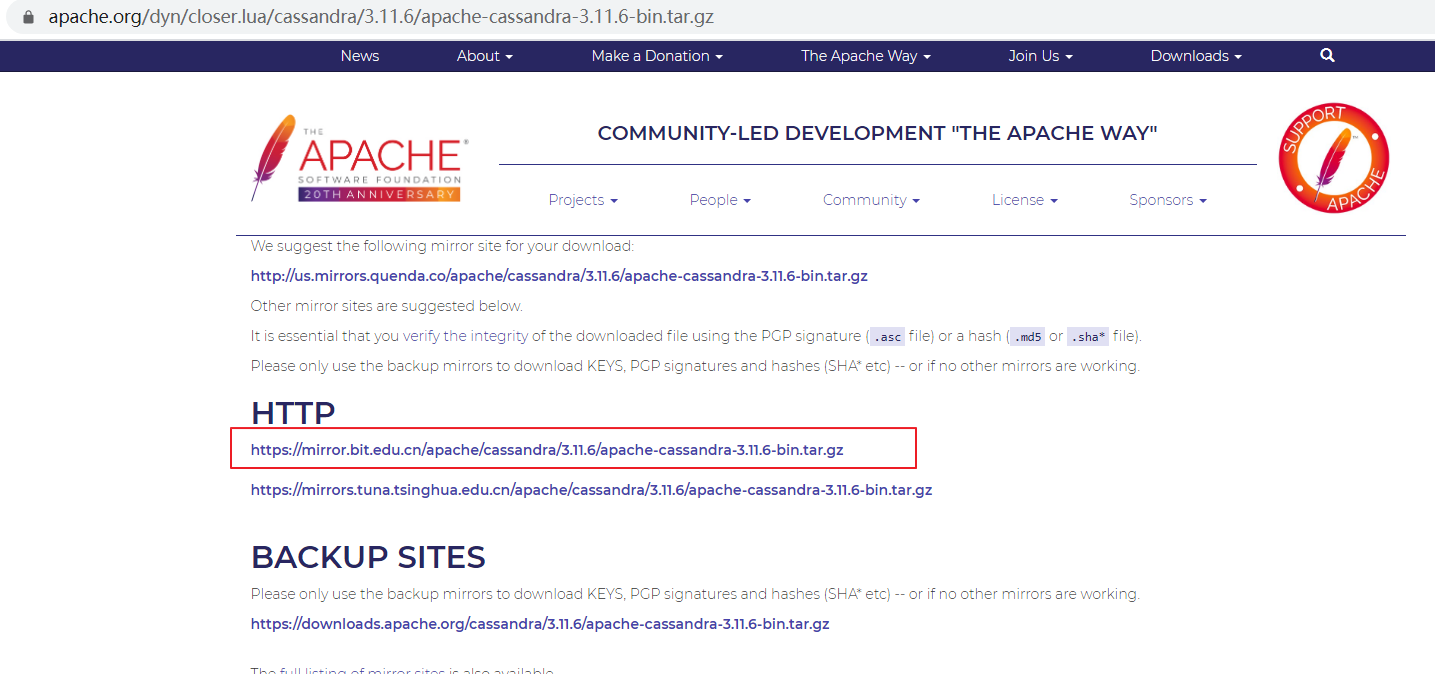 apache.org/dyn/closer.lua/cassandra/3.11.6/apache-cassandra-3.11.6-bin.tar.gz
News About Make a Donation The Apache Way Join Us Downloads
THE
APACHE®
SOFTWARE FOUNDATION
20TH ANNIVERSARY
COMMUNITY-LED DEVELOPMENT "THE APACHE WAY"
SUPPORT
APACHE
Projects People Community License Sponsors
We suggest the following mirror site for your download:
http://us.mirrors.quenda.co/apache/cassandra/3.11.6/apache-cassandra-3.11.6-bin.tar.gz
Other mirror sites are suggested below.
It is essential that you verify the integrity of the downloaded file using the PGP signature (.asc file) or a hash (.md5 or .sha* file).
Please only use the backup mirrors to download KEYS, PGP signatures and hashes (SHA* etc) -- or if no other mirrors are working.
HTTP
https://mirror.bit.edu.cn/apache/cassandra/3.11.6/apache-cassandra-3.11.6-bin.tar.gz
https://mirrors.tuna.tsinghua.edu.cn/apache/cassandra/3.11.6/apache-cassandra-3.11.6-bin.tar.gz
BACKUP SITES
Please only use the backup mirrors to download KEYS, PGP signatures and hashes (SHA* etc) -- or if no other mirrors are working.
https://downloads.apache.org/cassandra/3.11.6/apache-cassandra-3.11.6-bin.tar.gz
The full listing of mirror sites is also available.